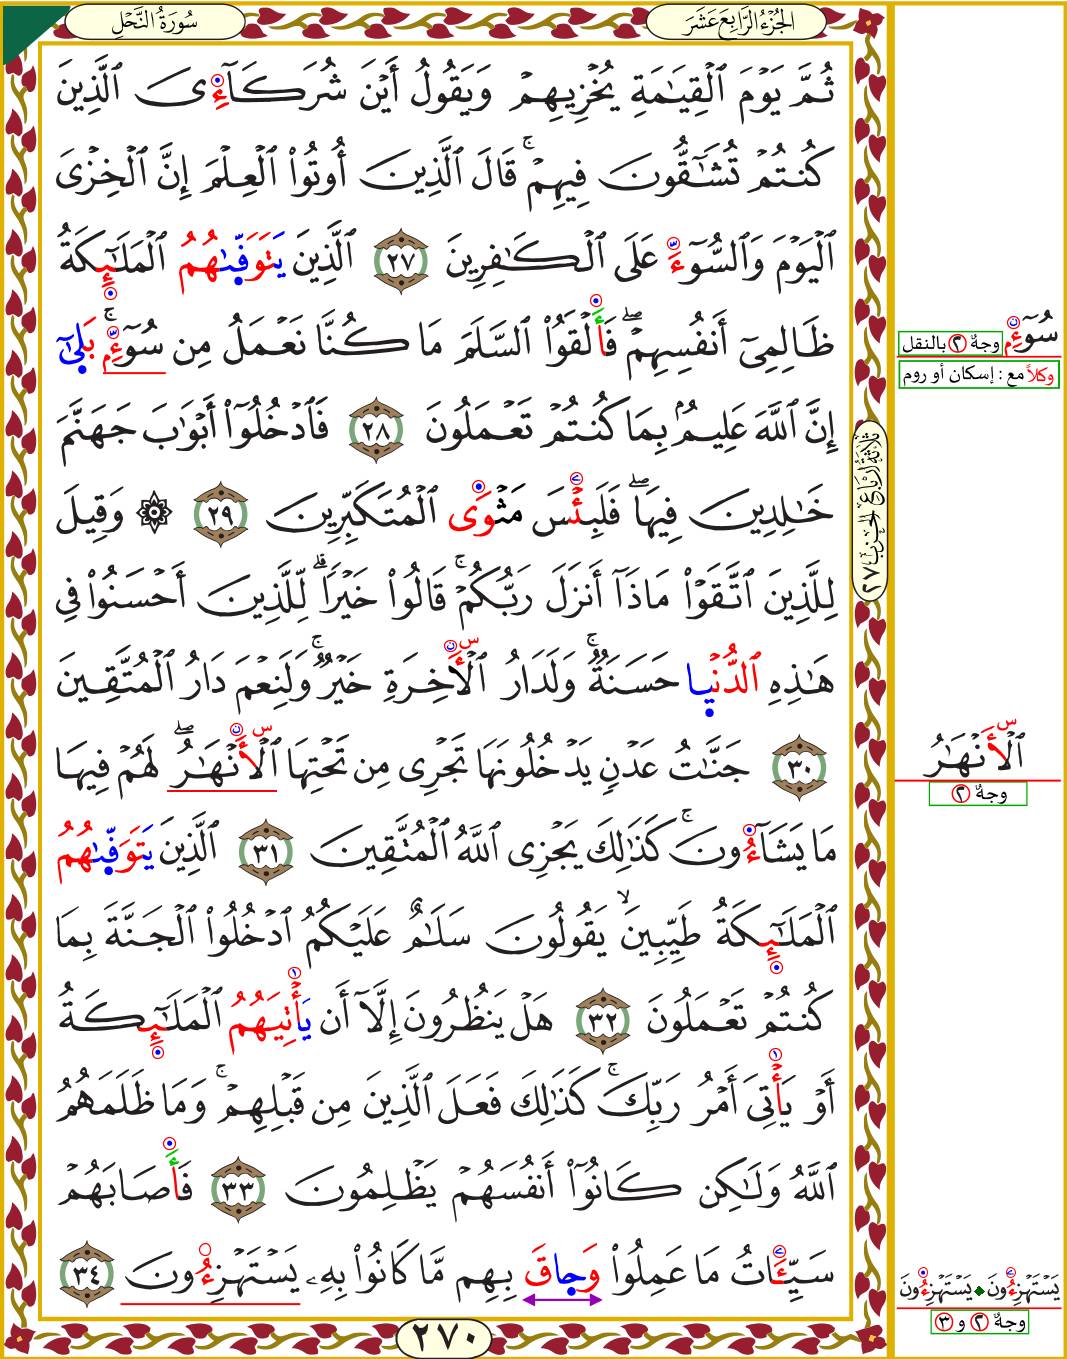 سُورَةُ النَّحْلِ
الجُزْءُ الرَّابِعَ عَشَرَ
ثُمَّ يَوْمَ ٱلْقِيَـٰمَةِ يُخْزِيهِمْ وَيَقُولُ أَيْنَ شُرَكَآءِىَ ٱلَّذِينَ
كُنتُمْ تُشَـٰٓقُّونَ فِيهِمْ ۚ قَالَ ٱلَّذِينَ أُوتُوا۟ ٱلْعِلْمَ إِنَّ ٱلْخِزْىَ
ٱلْيَوْمَ وَٱلسُّوٓءَ عَلَى ٱلْكَـٰفِرِينَ ٢٧ ٱلَّذِينَ يَتَوَفَّىٰهُمُ ٱلْمَلَـٰٓئِكَةُ
ظَالِمِىٓ أَنفُسِهِمْ ۖ فَأَلْقَوُا۟ ٱلسَّلَمَ مَا كُنَّا نَعْمَلُ مِن سُوٓءٍۭ ۚ بَلَىٰٓ
إِنَّ ٱللَّهَ عَلِيمٌۢ بِمَا كُنتُمْ تَعْمَلُونَ ٢٨ فَٱدْخُلُوٓا۟ أَبْوَٰبَ جَهَنَّمَ
خَـٰلِدِينَ فِيهَا ۖ فَلَبِئْسَ مَثْوَى ٱلْمُتَكَبِّرِينَ ٢٩ ۞ وَقِيلَ
لِلَّذِينَ ٱتَّقَوْا۟ مَاذَآ أَنزَلَ رَبُّكُمْ ۚ قَالُوا۟ خَيْرًا ۗ لِّلَّذِينَ أَحْسَنُوا۟ فِى
هَـٰذِهِ ٱلدُّنْيَا حَسَنَةٌ ۚ وَلَدَارُ ٱلْأَخِرَةِ خَيْرٌ ۚ وَلَنِعْمَ دَارُ ٱلْمُتَّقِينَ
٣٠ جَنَّـٰتُ عَدْنٍ يَدْخُلُونَهَا تَجْرِى مِن تَحْتِهَا ٱلْأَنْهَـٰرُ ۖ لَهُمْ فِيهَا
مَا يَشَآءُونَ ۚ كَذَٰلِكَ يَجْزِى ٱللَّهُ ٱلْمُتَّقِينَ ٣١ ٱلَّذِينَ يَتَوَفَّىٰهُمُ
ٱلْمَلَـٰٓئِكَةُ طَيِّبِينَ ۙ يَقُولُونَ سَلَـٰمٌ عَلَيْكُمُ ٱدْخُلُوا۟ ٱلْجَنَّةَ بِمَا
كُنتُمْ تَعْمَلُونَ ٣٢ هَلْ يَنظُرُونَ إِلَّآ أَن يَأْتِيَهُمُ ٱلْمَلَـٰٓئِكَةُ
أَوْ يَأْتِىَ أَمْرُ رَبِّكَ ۚ كَذَٰلِكَ فَعَلَ ٱلَّذِينَ مِن قَبْلِهِمْ ۚ وَمَا ظَلَمَهُمُ
ٱللَّهُ وَلَـٰكِن كَانُوٓا۟ أَنفُسَهُمْ يَظْلِمُونَ ٣٣ فَأَصَابَهُمْ
سَيِّـَٔاتُ مَا عَمِلُوا۟ وَحَاقَ بِهِم مَّا كَانُوا۟ بِهِۦ يَسْتَهْزِءُونَ ٣٤
٢٧٠
ثلاثة أرباع الحزب ٢٧
سُوٓءٍۭ وجهٌ ٢ بالنقل
وكلاً مع : إسكان أو روم
ٱلْأَنْهَـٰرُ
وجهٌ ٢
يَسْتَهْزِءُونَ ◆ يَسْتَهْزِءُونَ
وجهٌ ٢ و ٣